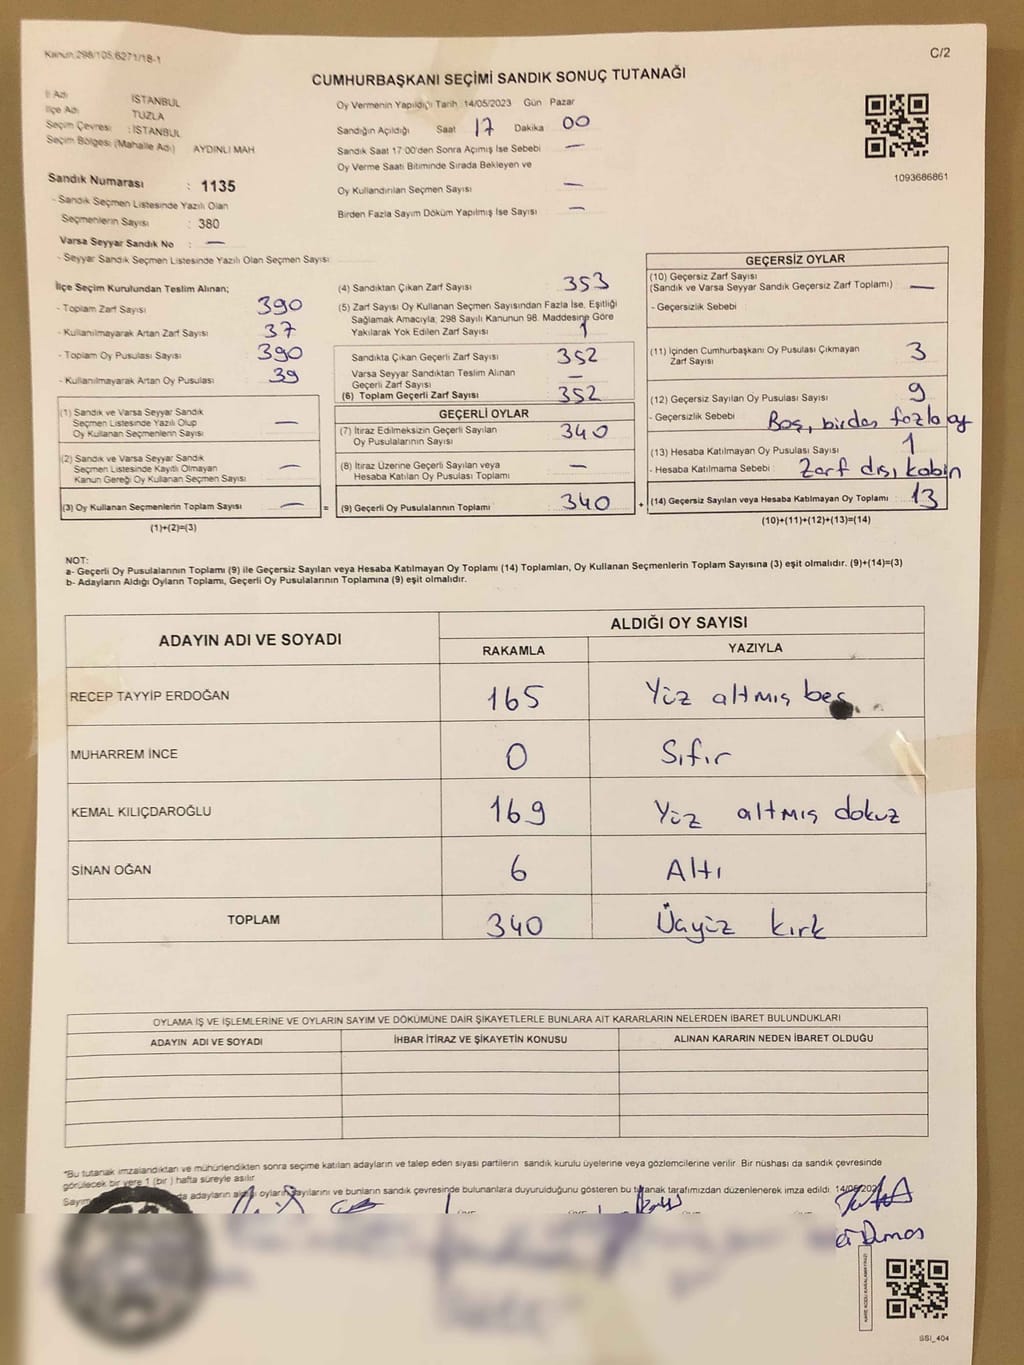 Kanun:298/105,6271/18-1
C/2
CUMHURBAŞKANI SEÇİMİ SANDIK SONUÇ TUTANAĞI
İl Adı İSTANBUL
İlçe Adı TUZLA
Seçim Çevresi : İSTANBUL
Seçim Bölgesi (Mahalle Adı) AYDINLI MAH
Sandık Numarası : 1135
- Sandık Seçmen Listesinde Yazılı Olan
Seçmenlerin Sayısı : 380
Varsa Seyyar Sandık No : —
- Seyyar Sandık Seçmen Listesinde Yazılı Olan Seçmen Sayısı :
Oy Vermenin Yapıldığı Tarih 14/05/2023 Gün Pazar
Sandığın Açıldığı Saat 17 Dakika 00
Sandık Saat 17:00'den Sonra Açımış İse Sebebi —
Oy Verme Saati Bitiminde Sırada Bekleyen ve
Oy Kullandırılan Seçmen Sayısı —
Birden Fazla Sayım Döküm Yapılmış İse Sayısı —
1093686861
İlçe Seçim Kurulundan Teslim Alınan;
- Toplam Zarf Sayısı 390
- Kullanılmayarak Artan Zarf Sayısı 37
- Toplam Oy Pusulası Sayısı 390
- Kullanılmayarak Artan Oy Pusulası 39
(1) Sandık ve Varsa Seyyar Sandık
Seçmen Listesinde Yazılı Olup
Oy Kullanan Seçmenlerin Sayısı —
(2) Sandık ve Varsa Seyyar Sandık
Seçmen Listesinde Kayıtlı Olmayan
Kanun Gereği Oy Kullanan Seçmen Sayısı —
(3) Oy Kullanan Seçmenlerin Toplam Sayısı — =
(1)+(2)=(3)
(4) Sandıktan Çıkan Zarf Sayısı 353
(5) Zarf Sayısı Oy Kullanan Seçmen Sayısından Fazla İse, Eşitliği
Sağlamak Amacıyla, 298 Sayılı Kanunun 98. Maddesine Göre
Yakılarak Yok Edilen Zarf Sayısı 1
Sandıkta Çıkan Geçerli Zarf Sayısı 352
Varsa Seyyar Sandıktan Teslim Alınan
Geçerli Zarf Sayısı —
(6) Toplam Geçerli Zarf Sayısı 352
GEÇERLİ OYLAR
(7) İtiraz Edilmeksizin Geçerli Sayılan
Oy Pusulalarının Sayısı 340
(8) İtiraz Üzerine Geçerli Sayılan veya
Hesaba Katılan Oy Pusulası Toplamı —
(9) Geçerli Oy Pusulalarının Toplamı 340 +
GEÇERSİZ OYLAR
(10) Geçersiz Zarf Sayısı
(Sandık ve Varsa Seyyar Sandık Geçersiz Zarf Toplamı) —
- Geçersizlik Sebebi :
(11) İçinden Cumhurbaşkanı Oy Pusulası Çıkmayan
Zarf Sayısı 3
(12) Geçersiz Sayılan Oy Pusulası Sayısı 9
- Geçersizlik Sebebi Boş, birden fazla oy
(13) Hesaba Katılmayan Oy Pusulası Sayısı 1
- Hesaba Katılmama Sebebi : Zarf dışı kabin
(14) Geçersiz Sayılan veya Hesaba Katılmayan Oy Toplamı : 13
(10)+(11)+(12)+(13)=(14)
NOT:
a- Geçerli Oy Pusulalarının Toplamı (9) ile Geçersiz Sayılan veya Hesaba Katılmayan Oy Toplamı (14) Toplamları, Oy Kullanan Seçmenlerin Toplam Sayısına (3) eşit olmalıdır. (9)+(14)=(3)
b- Adayların Aldığı Oyların Toplamı, Geçerli Oy Pusulalarının Toplamına (9) eşit olmalıdır.
ADAYIN ADI VE SOYADI ALDIĞI OY SAYISI
RAKAMLA YAZIYLA
RECEP TAYYİP ERDOĞAN 165 Yüz altmış beş
MUHARREM İNCE 0 Sıfır
KEMAL KILIÇDAROĞLU 169 Yüz altmış dokuz
SİNAN OĞAN 6 Altı
TOPLAM 340 Üçyüz kırk
OYLAMA İŞ VE İŞLEMLERİNE VE OYLARIN SAYIM VE DÖKÜMÜNE DAİR ŞİKAYETLERLE BUNLARA AİT KARARLARIN NELERDEN İBARET BULUNDUKLARI
ADAYIN ADI VE SOYADI İHBAR İTİRAZ VE ŞİKAYETİN KONUSU ALINAN KARARIN NEDEN İBARET OLDUĞU
"Bu tutanak imzalandıktan ve mühürlendikten sonra seçime katılan adayların ve talep eden siyasi partilerin sandık kurulu üyelerine veya gözlemcilerine verilir. Bir nüshası da sandık çevresinde
görülecek bir yere 1 (bir) hafta süreyle asılır
adayların aldığı oyların sayılarını ve bunların sandık çevresinde bulunanlara duyurulduğunu gösteren bu tutanak tarafımızdan düzenlenerek imza edildi.
SSİ_404